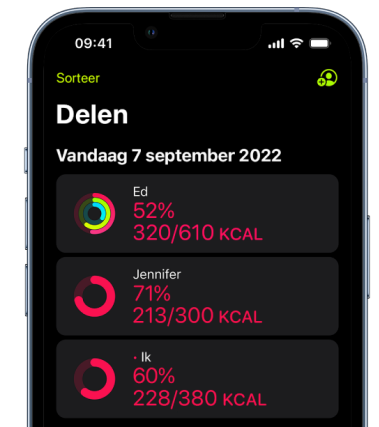 09:41
Sorteer
Delen
Vandaag 7 september 2022
Ed
52%
320/610 KCAL
Jennifer
71%
213/300 KCAL
• Ik
60%
228/380 KCAL